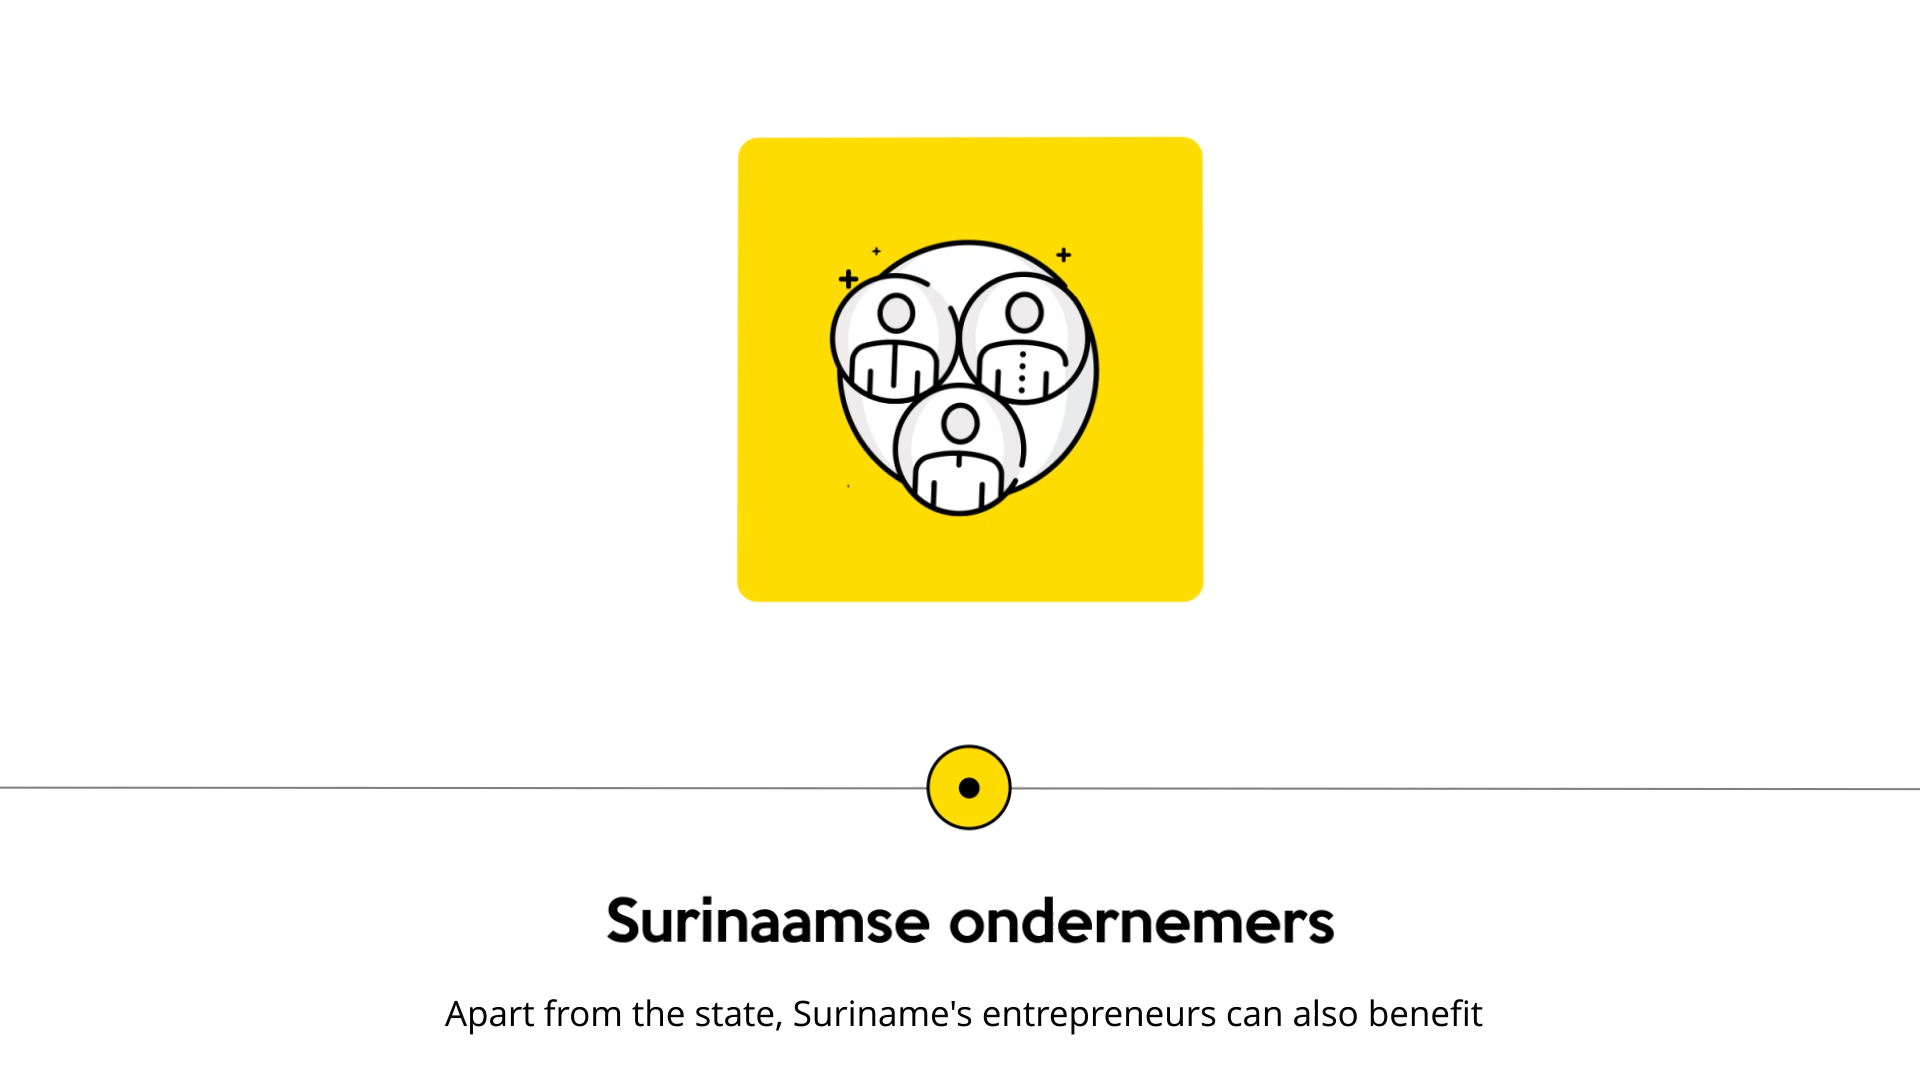 Surinaamse ondernemers
Apart from the state, Suriname's entrepreneurs can also benefit